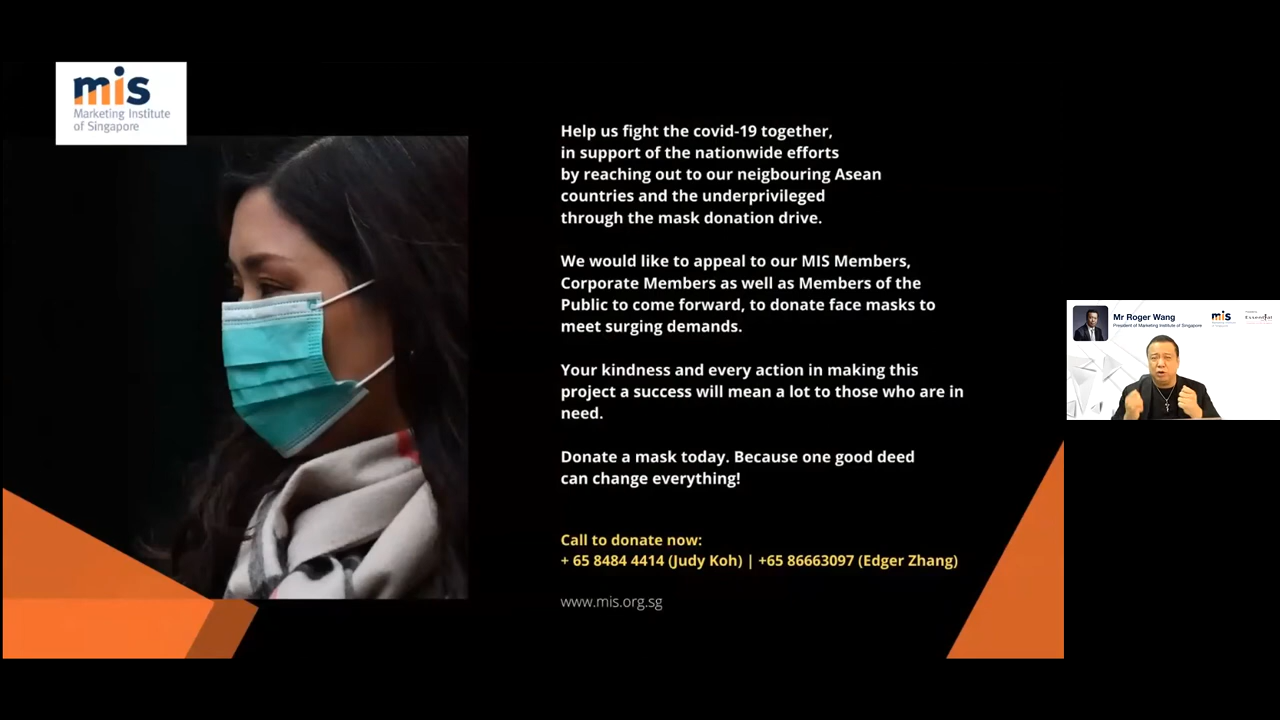 mis
Marketing Institute
of Singapore
Help us fight the covid-19 together,
in support of the nationwide efforts
by reaching out to our neigbouring Asean
countries and the underprivileged
through the mask donation drive.
We would like to appeal to our MIS Members,
Corporate Members as well as Members of the
Public to come forward, to donate face masks to
meet surging demands.
Your kindness and every action in making this
project a success will mean a lot to those who are in
need.
Donate a mask today. Because one good deed
can change everything!
Call to donate now:
+ 65 8484 4414 (Judy Koh) | +65 86663097 (Edger Zhang)
www.mis.org.sg
Mr Roger Wang
President of Marketing Institute of Singapore
mis